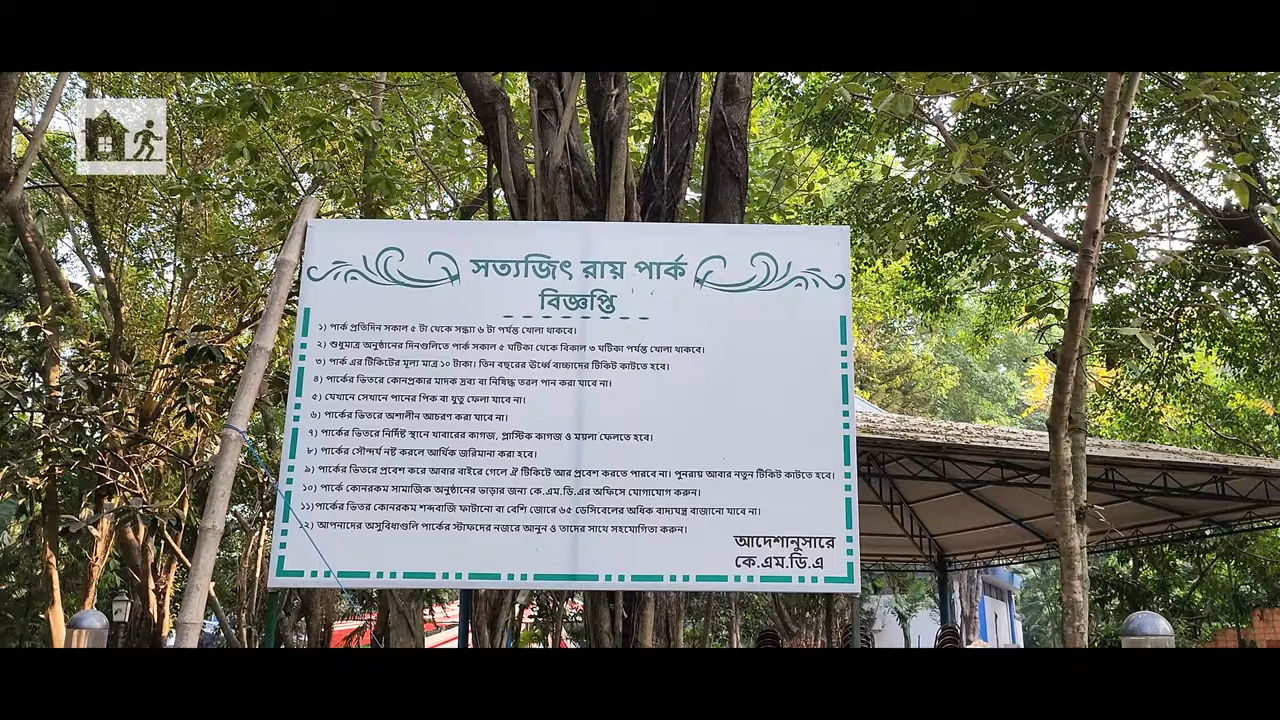 সত্যজিৎ রায় পার্ক
বিজ্ঞপ্তি
১) পার্ক প্রতিদিন সকাল ৫ টা থেকে সন্ধ্যা ৬ টা পর্যন্ত খোলা থাকবে।
২) শুধুমাত্র অনুষ্ঠানের দিনগুলিতে পার্ক সকাল ৫ ঘটিকা থেকে বিকাল ৩ ঘটিকা পর্যন্ত খোলা থাকবে।
৩) পার্ক এর টিকিটের মূল্য মাত্র ১০ টাকা। তিন বছরের ঊর্ধ্বে বাচ্চাদের টিকিট কাটতে হবে।
৪) পার্কের ভিতরে কোনপ্রকার মাদক দ্রব্য বা নিষিদ্ধ তরল পান করা যাবে না।
৫) যেখানে সেখানে পানের পিক বা থুতু ফেলা যাবে না।
৬) পার্কের ভিতরে অশালীন আচরণ করা যাবে না।
৭) পার্কের ভিতরে নির্দিষ্ট স্থানে খাবারের কাগজ, প্লাস্টিক কাগজ ও ময়লা ফেলতে হবে।
৮) পার্কের সৌন্দর্য নষ্ট করলে আর্থিক জরিমানা করা হবে।
৯) পার্কের ভিতরে প্রবেশ করে আবার বাইরে গেলে ঐ টিকিটে আর প্রবেশ করতে পারবে না। পুনরায় আবার নতুন টিকিট কাটতে হবে।
১০) পার্কে কোনরকম সামাজিক অনুষ্ঠানের ভাড়ার জন্য কে.এম.ডি.এর অফিসে যোগাযোগ করুন।
১১)পার্কের ভিতর কোনরকম শব্দবাজি ফাটানো বা বেশি জোরে ৬৫ ডেসিবেলের অধিক বাদ্যযন্ত্র বাজানো যাবে না।
১২) আপনাদের অসুবিধাগুলি পার্কের স্টাফদের নজরে আনুন ও তাদের সাথে সহযোগিতা করুন।
আদেশানুসারে
কে.এম.ডি.এ